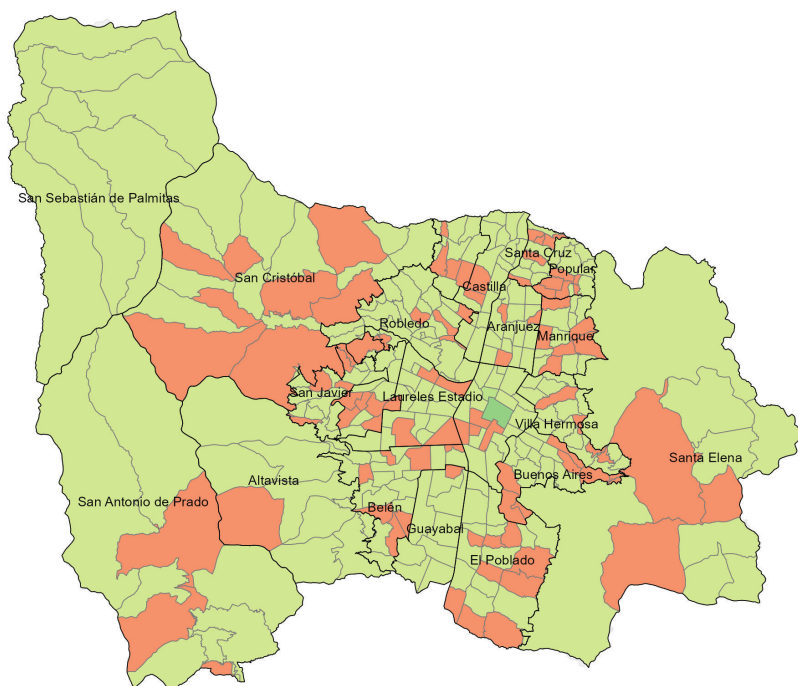 San Sebastián de Palmitas
San Cristóbal
Santa Cruz
Popular
Castilla
Robledo
Aranjuez
Manrique
San Javier
Laureles Estadio
Villa Hermosa
Santa Elena
Buenos Aires
Altavista
San Antonio de Prado
Belén
Guayabal
El Poblado